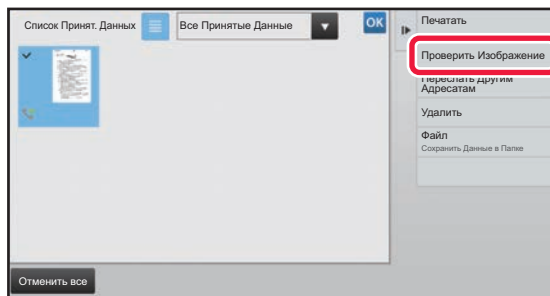 Список Принят. Данных
Все Принятые Данные
OK
Печатать
Проверить Изображение
Переслать Другим
Адресатам
Удалить
Файл
Сохранить Данные в Папке
Отменить все